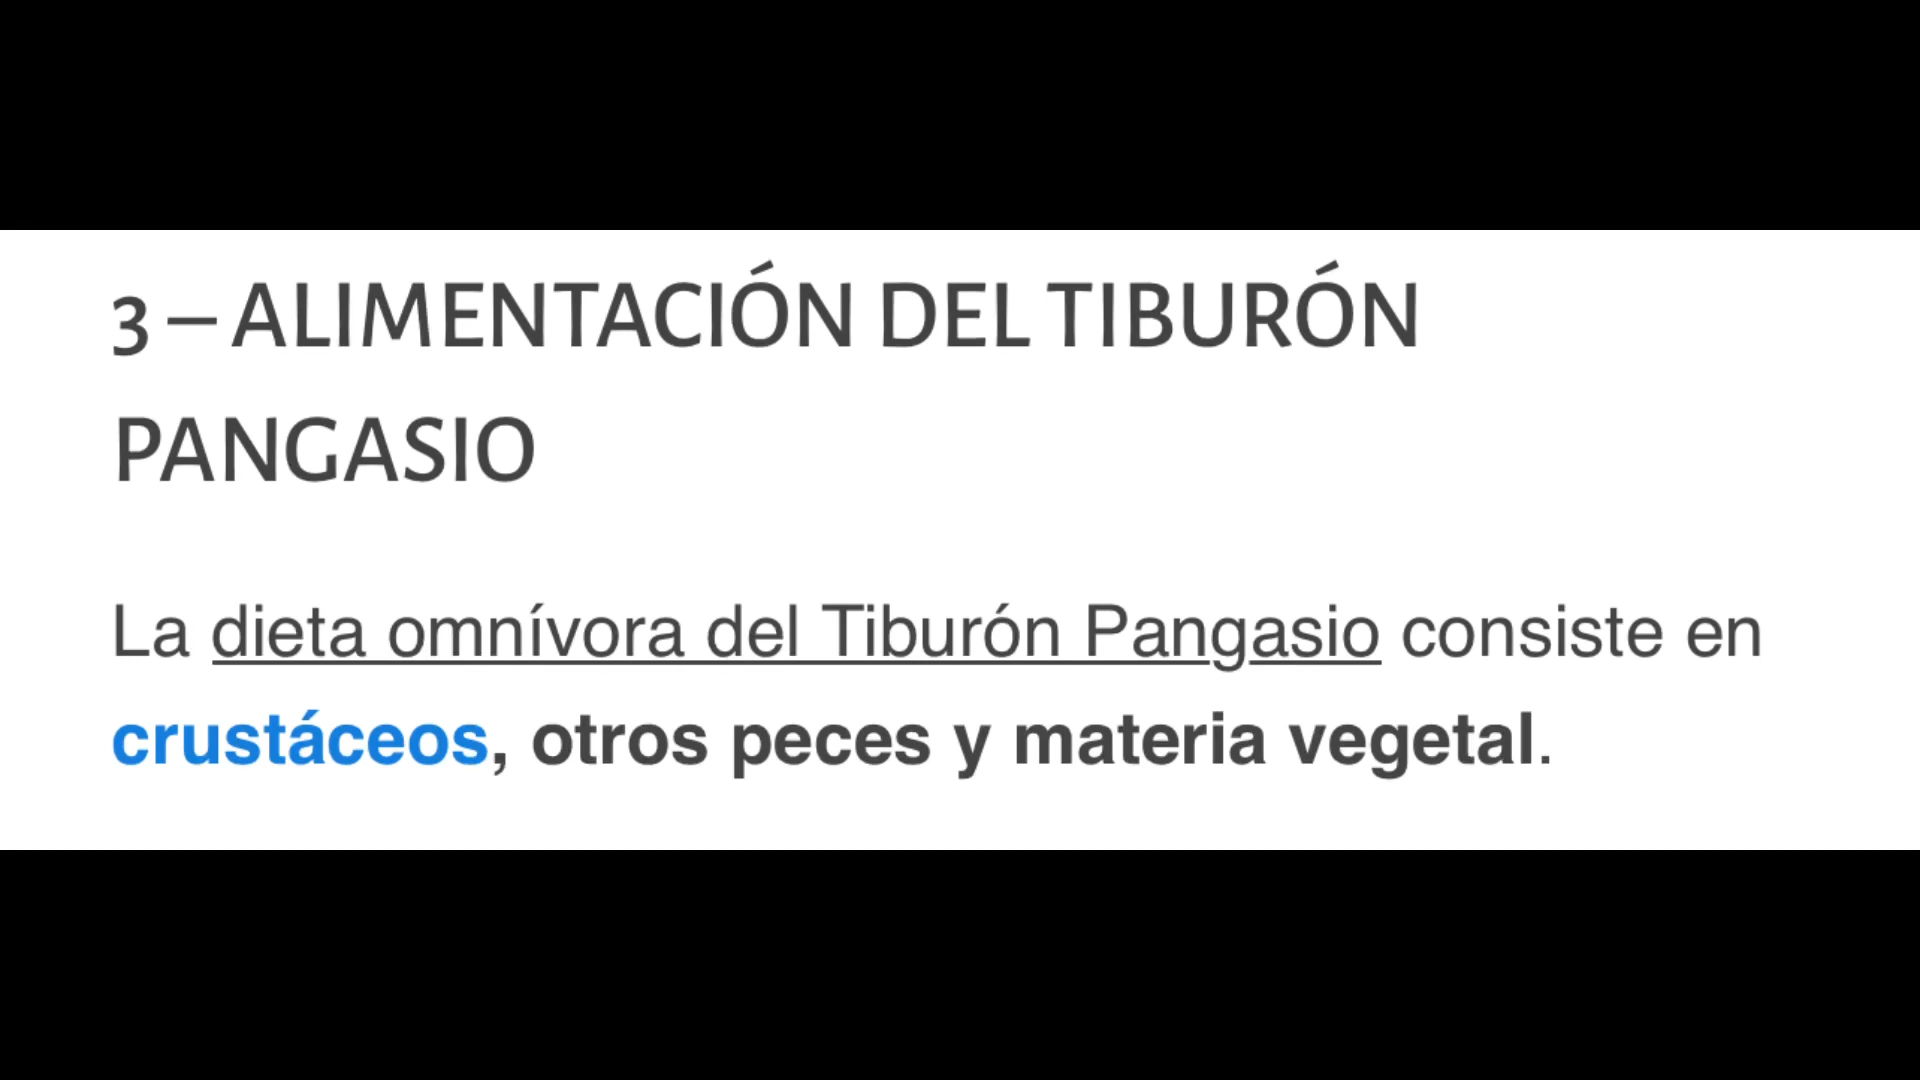 3 – ALIMENTACIÓN DEL TIBURÓN
PANGASIO
La dieta omnívora del Tiburón Pangasio consiste en
crustáceos, otros peces y materia vegetal.